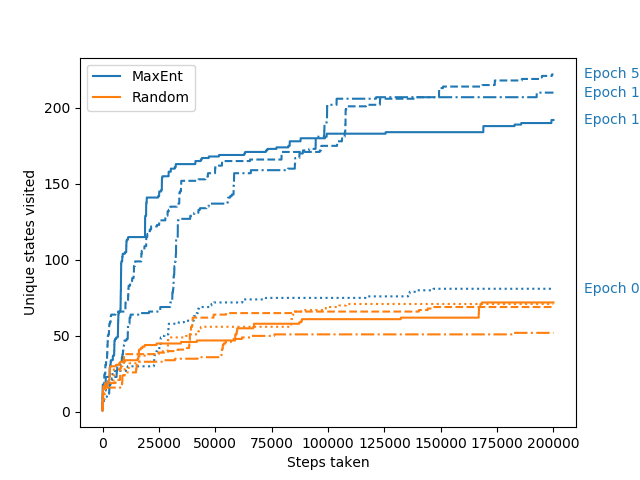 MaxEnt
Random
Epoch 5
Epoch 1
Epoch 1
Epoch 0
200
150
100
50
0
Unique states visited
0 25000 50000 75000 100000 125000 150000 175000 200000
Steps taken